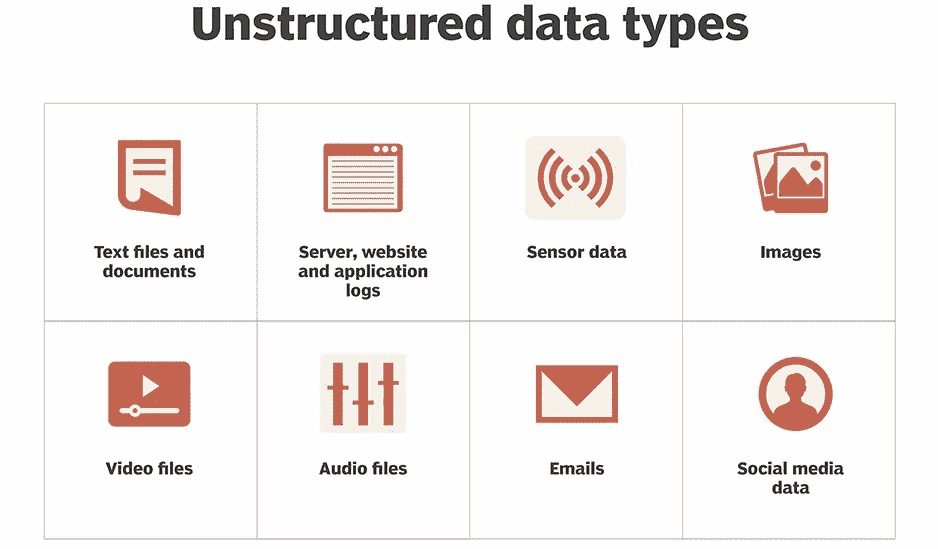 Unstructured data types
Text files and
documents
Server, website
and application
logs
Sensor data
Images
Video files
Audio files
Emails
Social media
data